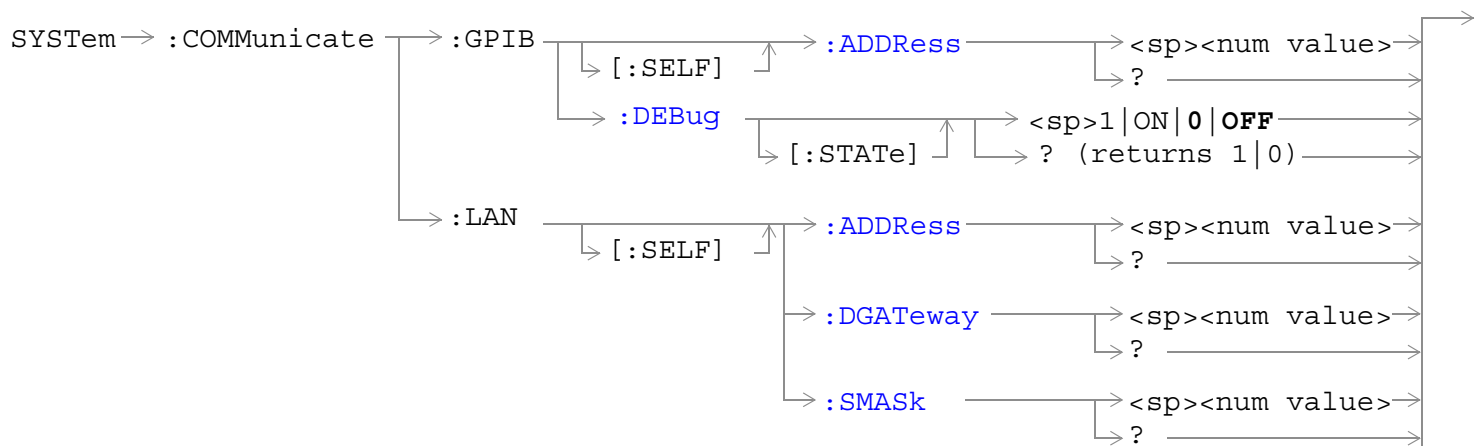 SYSTem :COMMunicate :GPIB :ADDRess <sp><num value>
[:SELF] ?
:DEBug <sp>1|ON|0|OFF
[:STATe] ? (returns 1|0)
:LAN :ADDRess <sp><num value>
[:SELF] ?
:DGATeway <sp><num value>
?
:SMASk <sp><num value>
?